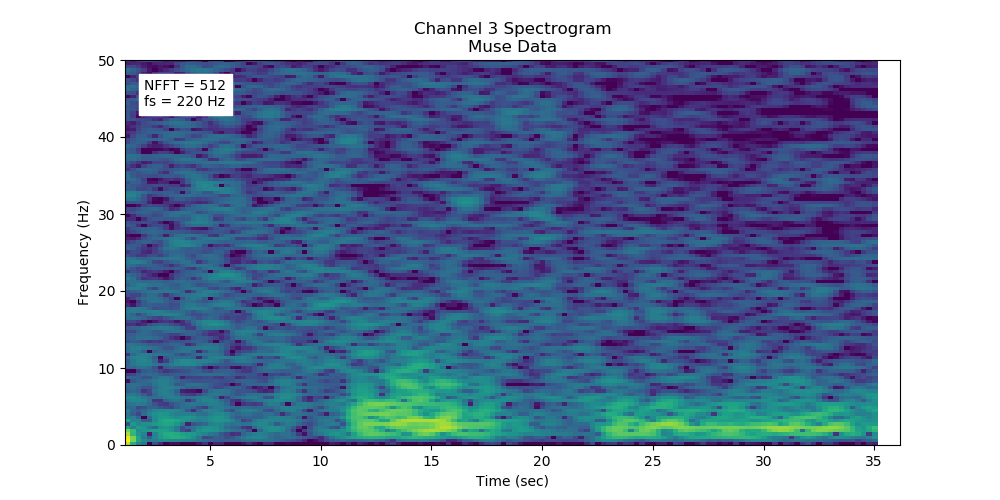 Channel 3 Spectrogram
Muse Data
NFFT = 512
fs = 220 Hz
50
40
30
20
10
0
Frequency (Hz)
5
10
15
20
25
30
35
Time (sec)